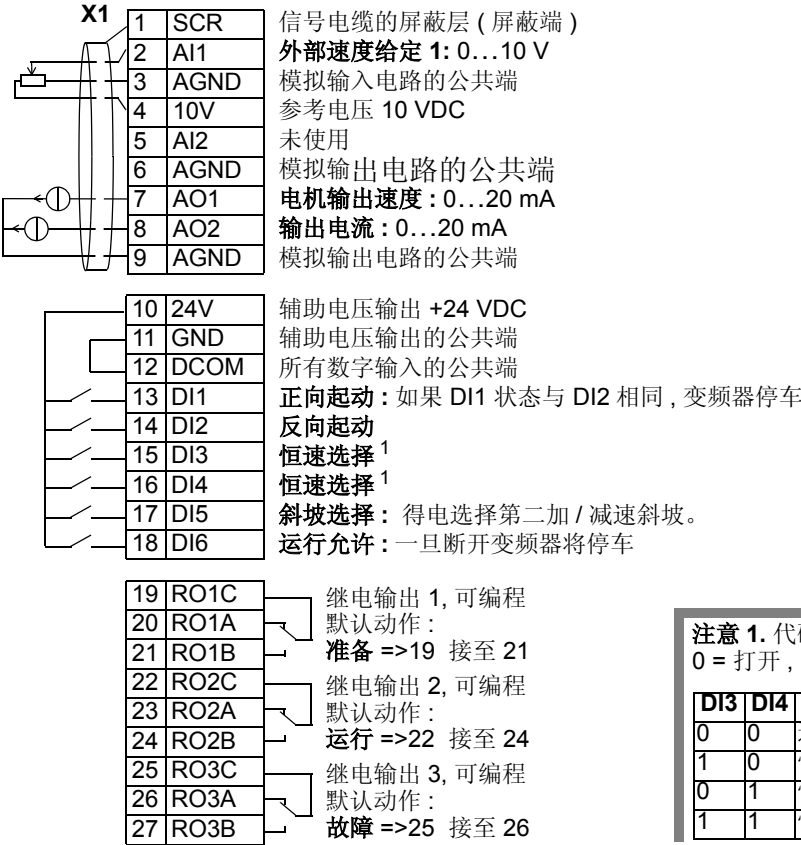 X1
1 SCR 信号电缆的屏蔽层 ( 屏蔽端 )
2 AI1 外部速度给定 1: 0…10 V
3 AGND 模拟输入电路的公共端
4 10V 参考电压 10 VDC
5 AI2 未使用
6 AGND 模拟输出电路的公共端
7 AO1 电机输出速度 : 0…20 mA
8 AO2 输出电流 : 0…20 mA
9 AGND 模拟输出电路的公共端
10 24V 辅助电压输出 +24 VDC
11 GND 辅助电压输出的公共端
12 DCOM 所有数字输入的公共端
13 DI1 正向起动 : 如果 DI1 状态与 DI2 相同 , 变频器停车
14 DI2 反向起动
15 DI3 恒速选择 1
16 DI4 恒速选择 1
17 DI5 斜坡选择 : 得电选择第二加 / 减速斜坡。
18 DI6 运行允许 : 一旦断开变频器将停车
19 RO1C 继电输出 1, 可编程
20 RO1A 默认动作 :
21 RO1B 准备 =>19 接至 21
22 RO2C 继电输出 2, 可编程
23 RO2A 默认动作 :
24 RO2B 运行 =>22 接至 24
25 RO3C 继电输出 3, 可编程
26 RO3A 默认动作 :
27 RO3B 故障 =>25 接至 26
注意 1.
0 = 打开 ,
DI3 DI4
0 0
1 0
0 1
1 1